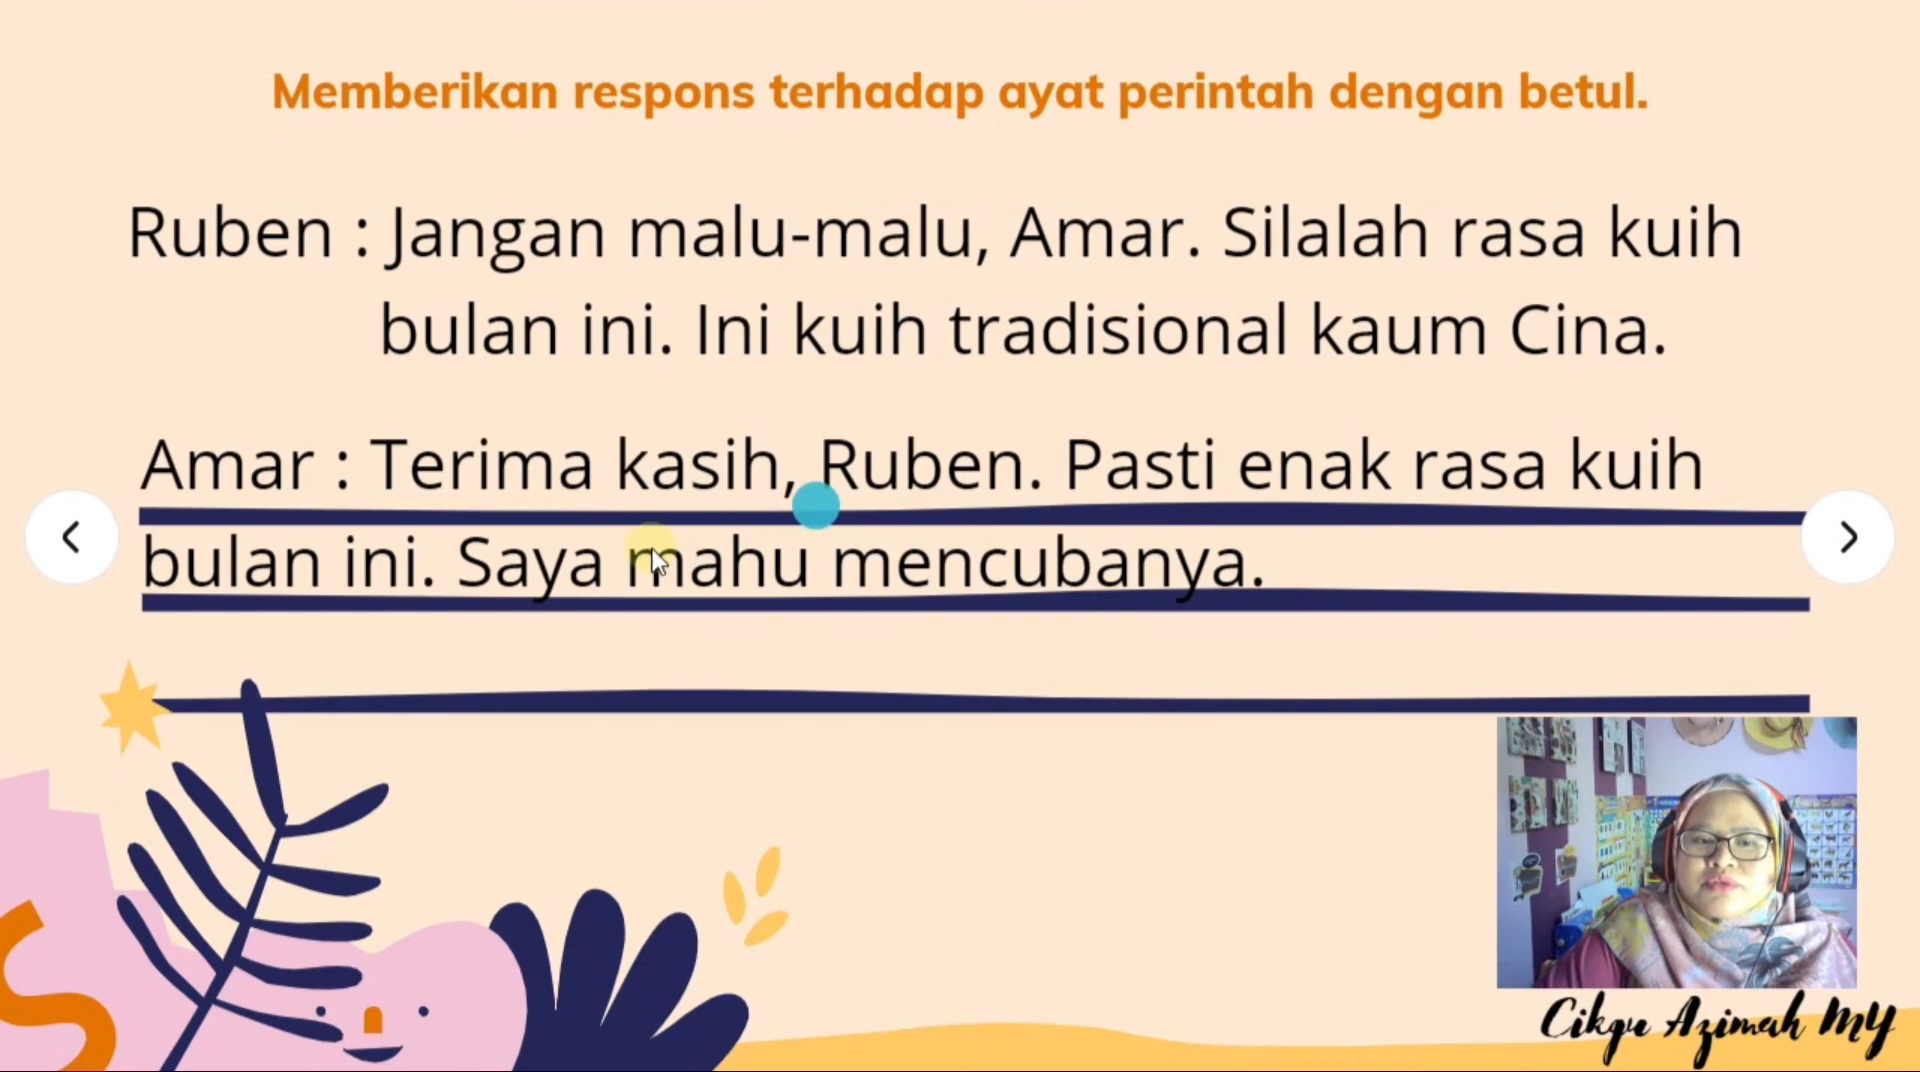 Memberikan respons terhadap ayat perintah dengan betul.
Ruben : Jangan malu-malu, Amar. Silalah rasa kuih
bulan ini. Ini kuih tradisional kaum Cina.
Amar : Terima kasih, Ruben. Pasti enak rasa kuih
bulan ini. Saya mahu mencubanya.
S
Cikgu Azimah MY